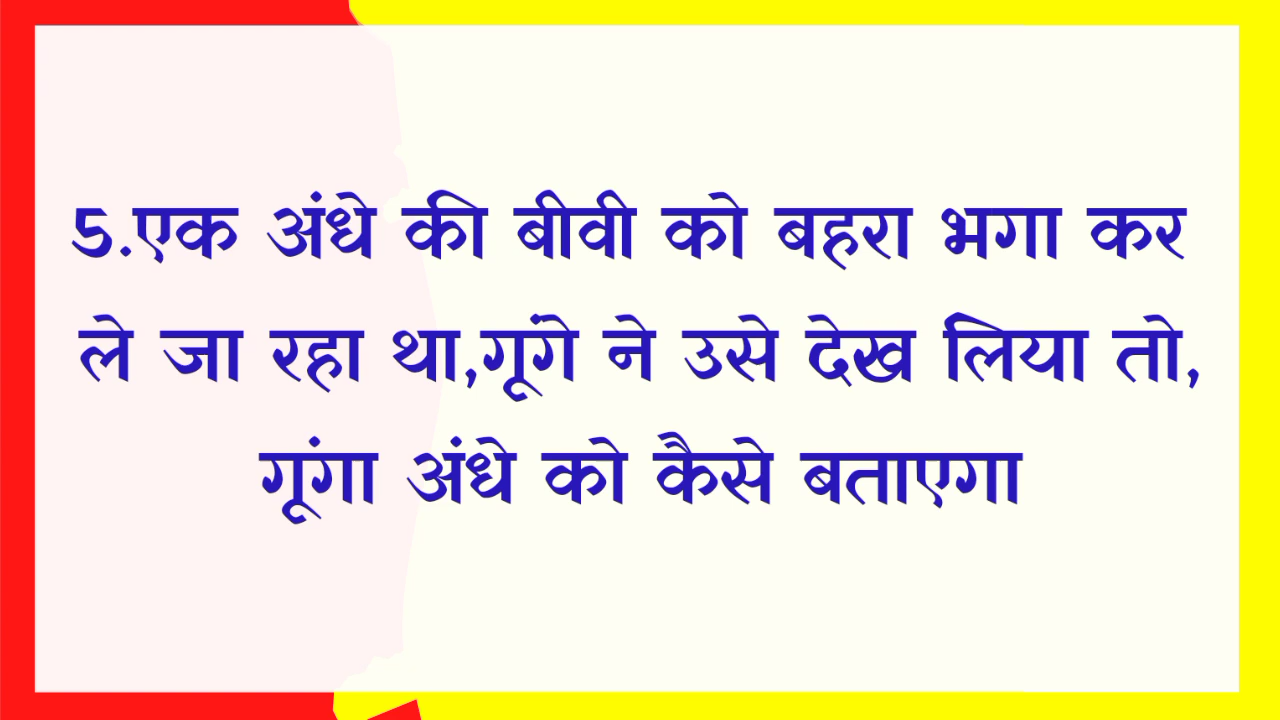 5.एक अंधे की बीवी को बहरा भगा कर
ले जा रहा था,गूंगे ने उसे देख लिया तो,
गूंगा अंधे को कैसे बताएगा